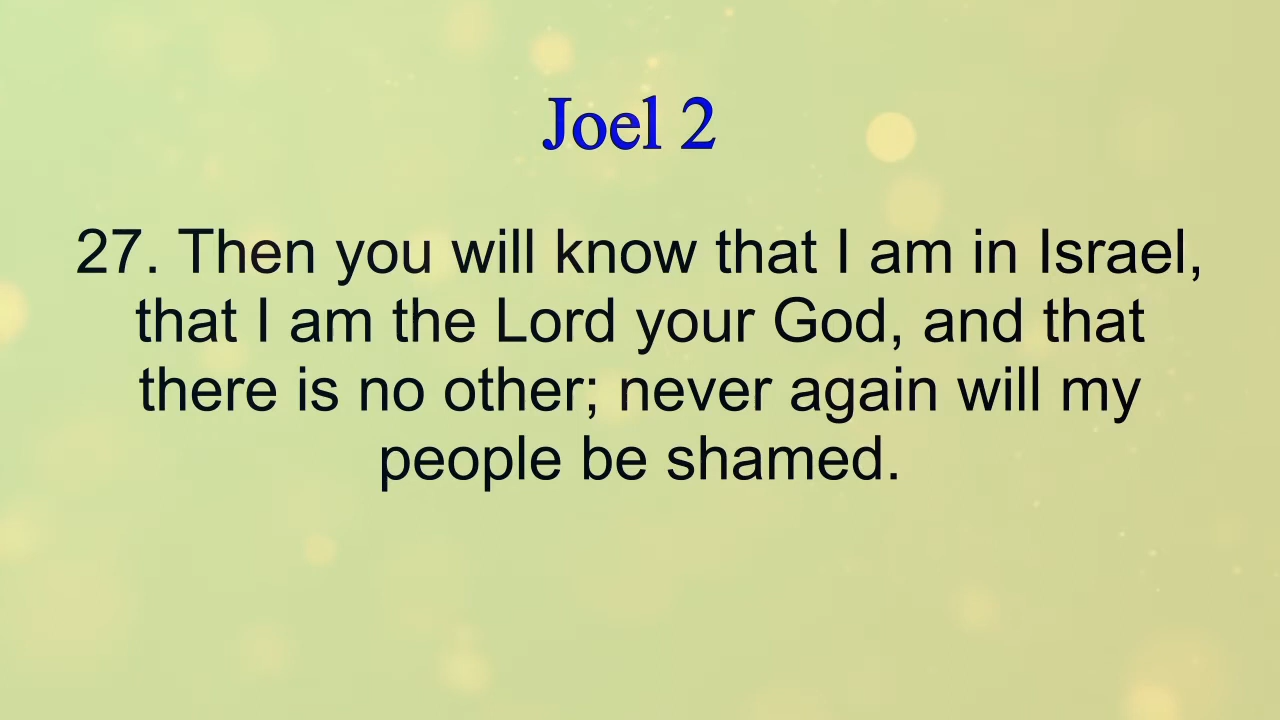 Joel 2
27. Then you will know that I am in Israel,
that I am the Lord your God, and that
there is no other; never again will my
people be shamed.